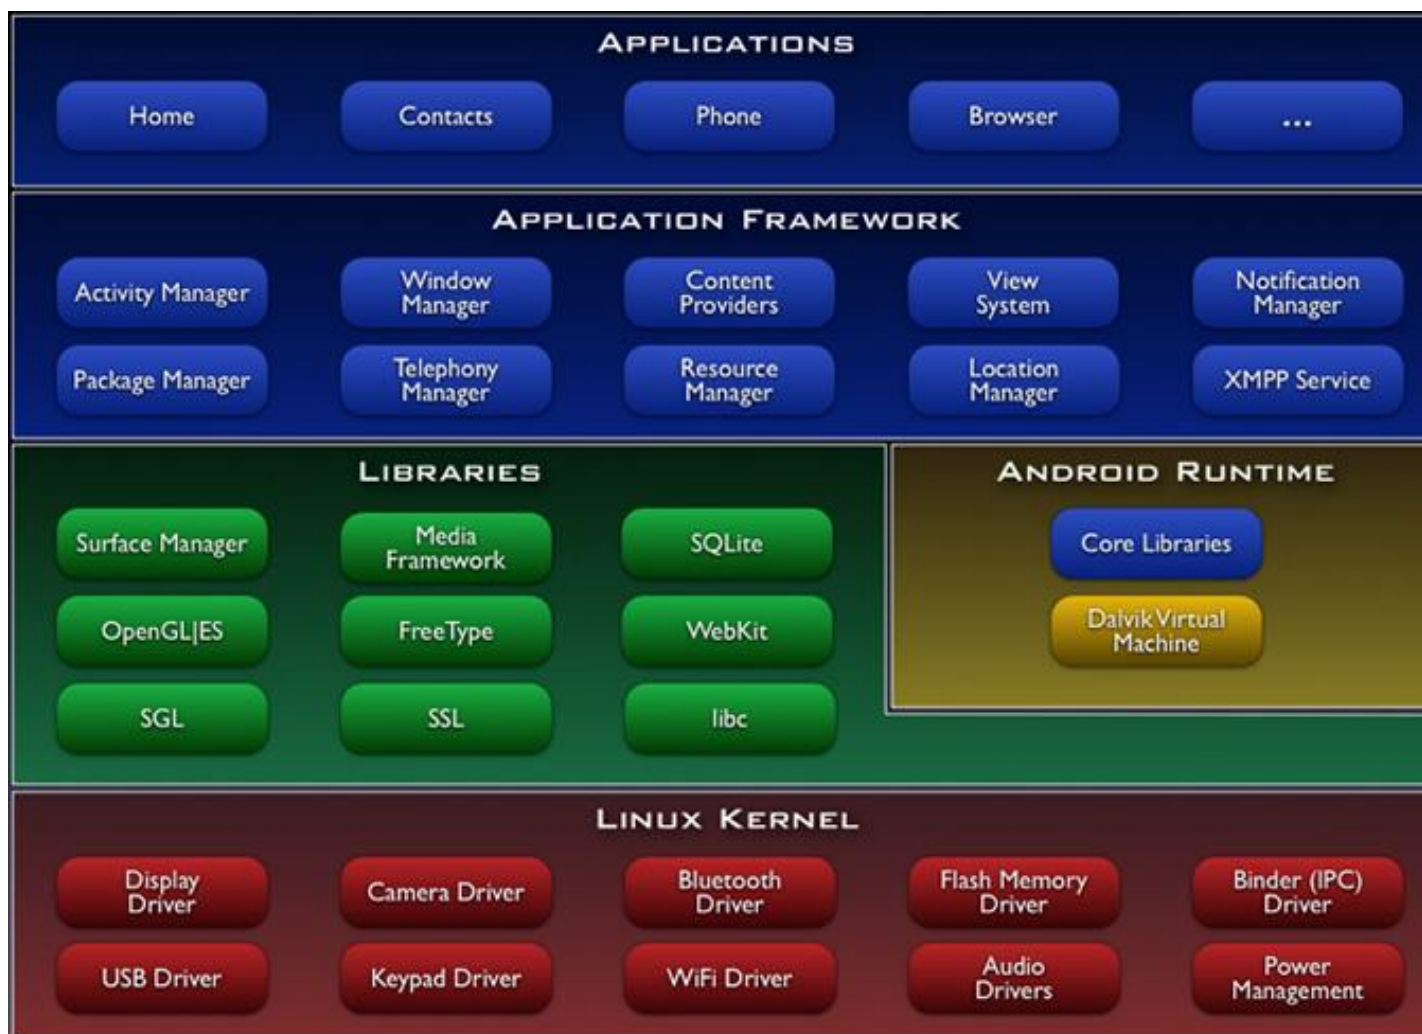 APPLICATIONS
Home
Contacts
Phone
Browser
...
APPLICATION FRAMEWORK
Activity Manager
Window
Manager
Content
Providers
View
System
Notification
Manager
Package Manager
Telephony
Manager
Resource
Manager
Location
Manager
XMPP Service
LIBRARIES
Surface Manager
Media
Framework
SQLite
OpenGL|ES
FreeType
WebKit
SGL
SSL
libc
ANDROID RUNTIME
Core Libraries
Dalvik Virtual
Machine
LINUX KERNEL
Display
Driver
Camera Driver
Bluetooth
Driver
Flash Memory
Driver
Binder (IPC)
Driver
USB Driver
Keypad Driver
WiFi Driver
Audio
Drivers
Power
Management